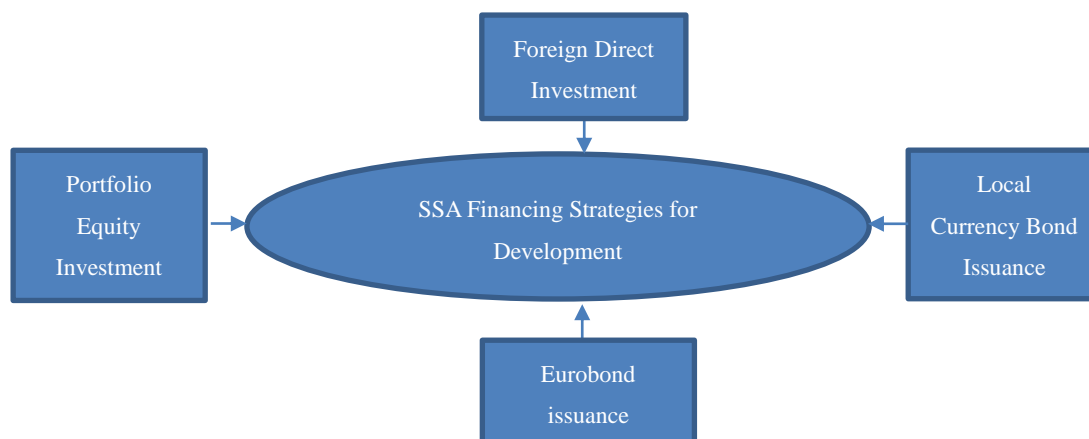 Foreign Direct
Investment
Portfolio
Equity
Investment
SSA Financing Strategies for
Development
Local
Currency Bond
Issuance
Eurobond
issuance